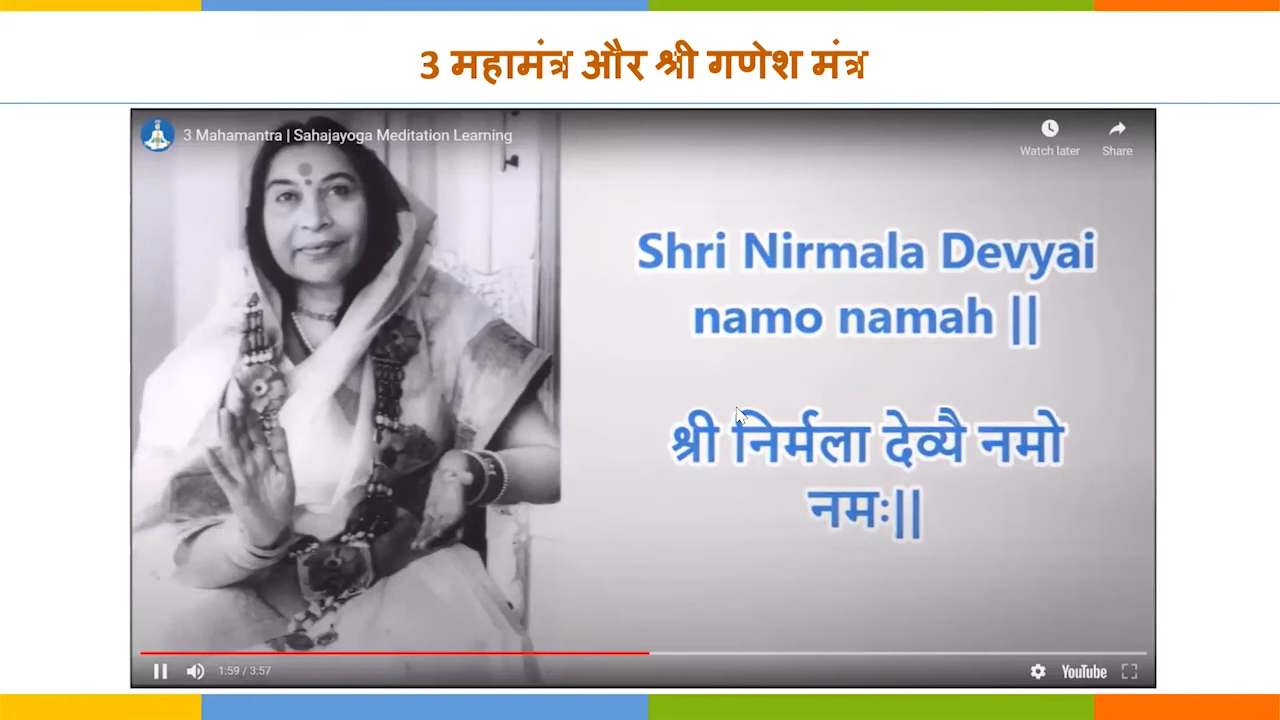 3 महामंत्र और श्री गणेश मंत्र
3 Mahamantra | Sahajayoga Meditation Learning
Watch later
Share
Shri Nirmala Devyai
namo namah ||
श्री निर्मला देव्यै नमो
नमः||
1:59 / 3:57
YouTube